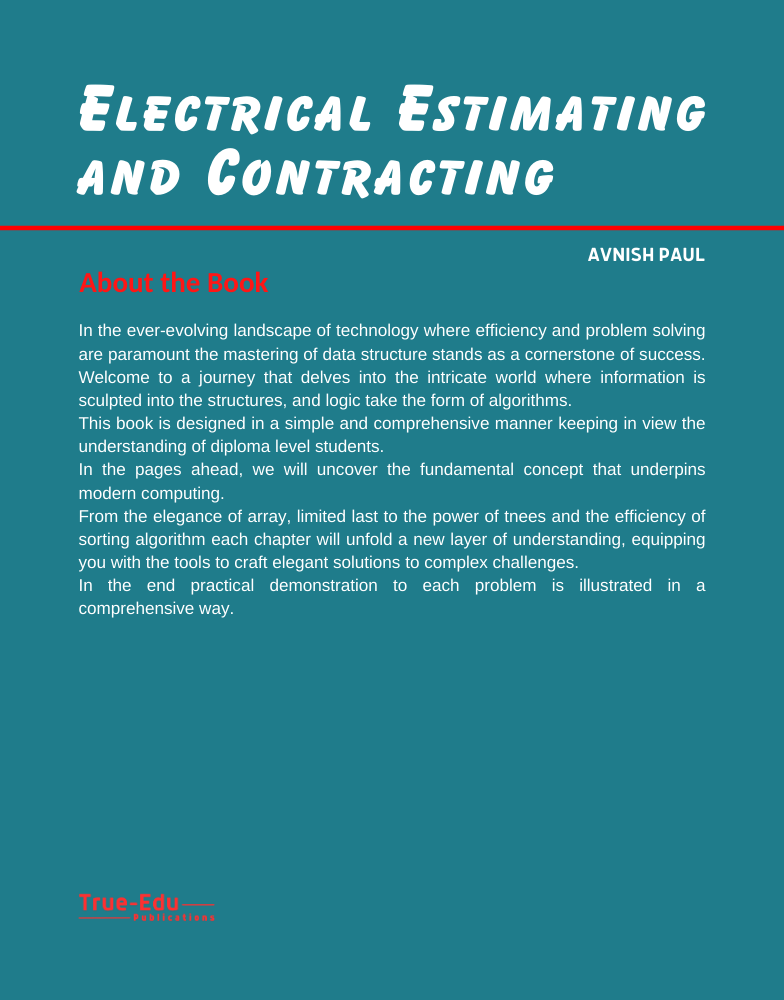 ELECTRICAL ESTIMATING
AND CONTRACTING
AVNISH PAUL
About the Book
In the ever-evolving landscape of technology where efficiency and problem solving
are paramount the mastering of data structure stands as a cornerstone of success.
Welcome to a journey that delves into the intricate world where information is
sculpted into the structures, and logic take the form of algorithms.
This book is designed in a simple and comprehensive manner keeping in view the
understanding of diploma level students.
In the pages ahead, we will uncover the fundamental concept that underpins
modern computing.
From the elegance of array, limited last to the power of tnees and the efficiency of
sorting algorithm each chapter will unfold a new layer of understanding, equipping
you with the tools to craft elegant solutions to complex challenges.
In the end practical demonstration to each problem is illustrated in a
comprehensive way.
True-Edu
Publications